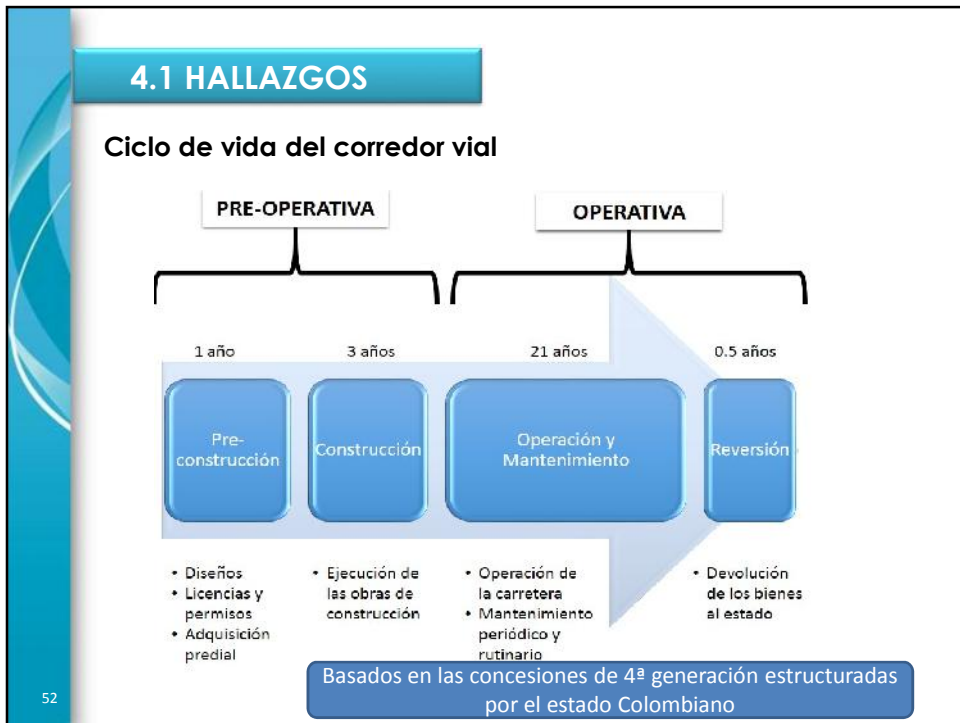 4.1 HALLAZGOS
Ciclo de vida del corredor vial
PRE-OPERATIVA
OPERATIVA
1 año
3 años
21 años
0.5 años
Pre-
construcción
Construcción
Operación y
Mantenimiento
Reversión
• Diseños
• Licencias y
permisos
• Adquisición
predial
• Ejecución de
las obras de
construcción
• Operación de
la carretera
• Mantenimiento
periódico y
rutinario
• Devolución
de los bienes
al estado
Basados en las concesiones de 4ª generación estructuradas
por el estado Colombiano
52